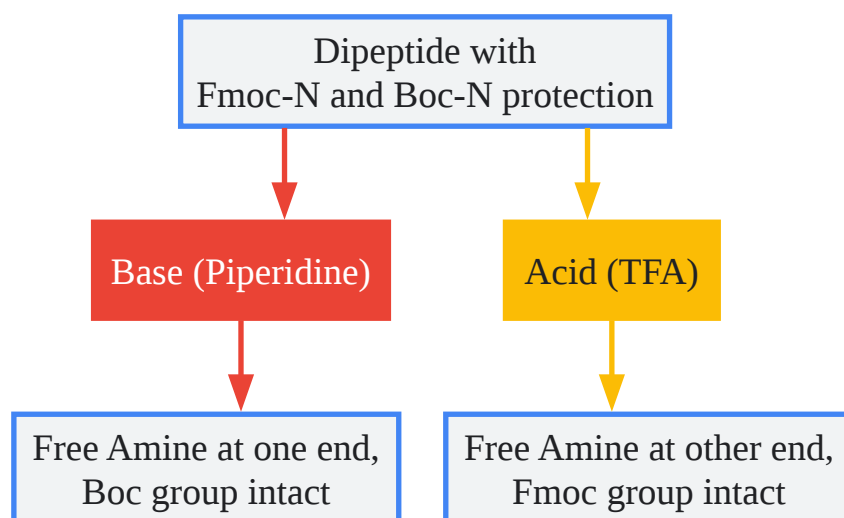 Dipeptide with
Fmoc-N and Boc-N protection
Base (Piperidine)
Acid (TFA)
Free Amine at one end,
Boc group intact
Free Amine at other end,
Fmoc group intact